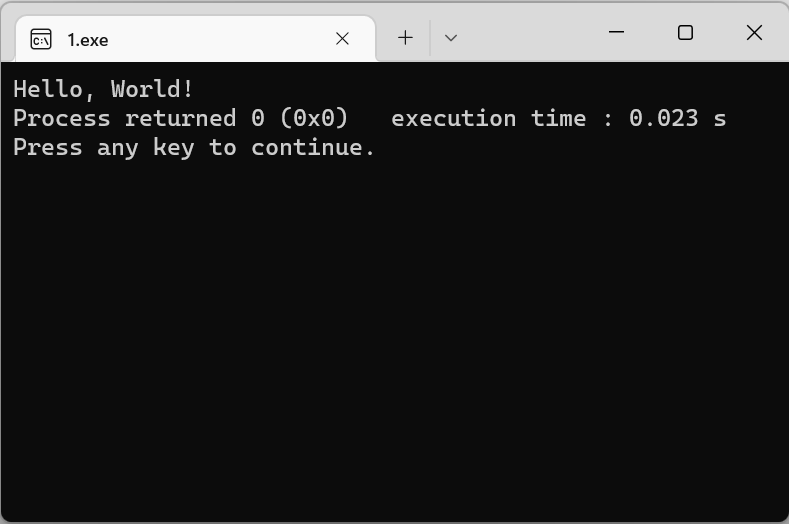 1.exe
Hello, World!
Process returned 0 (0x0)   execution time : 0.023 s
Press any key to continue.